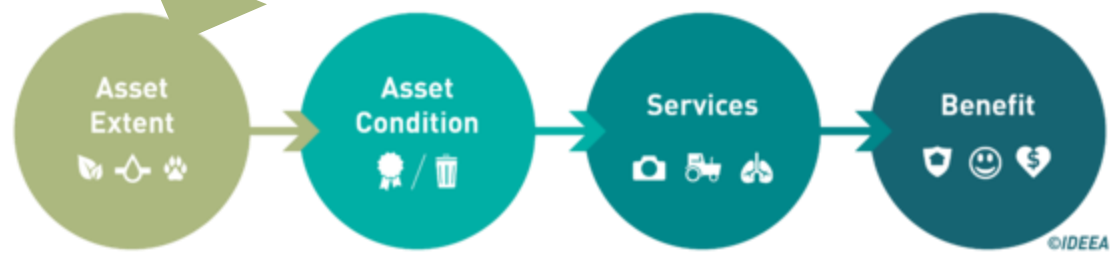 Asset
Extent
Asset
Condition
Services
Benefit
$
©IDEEA